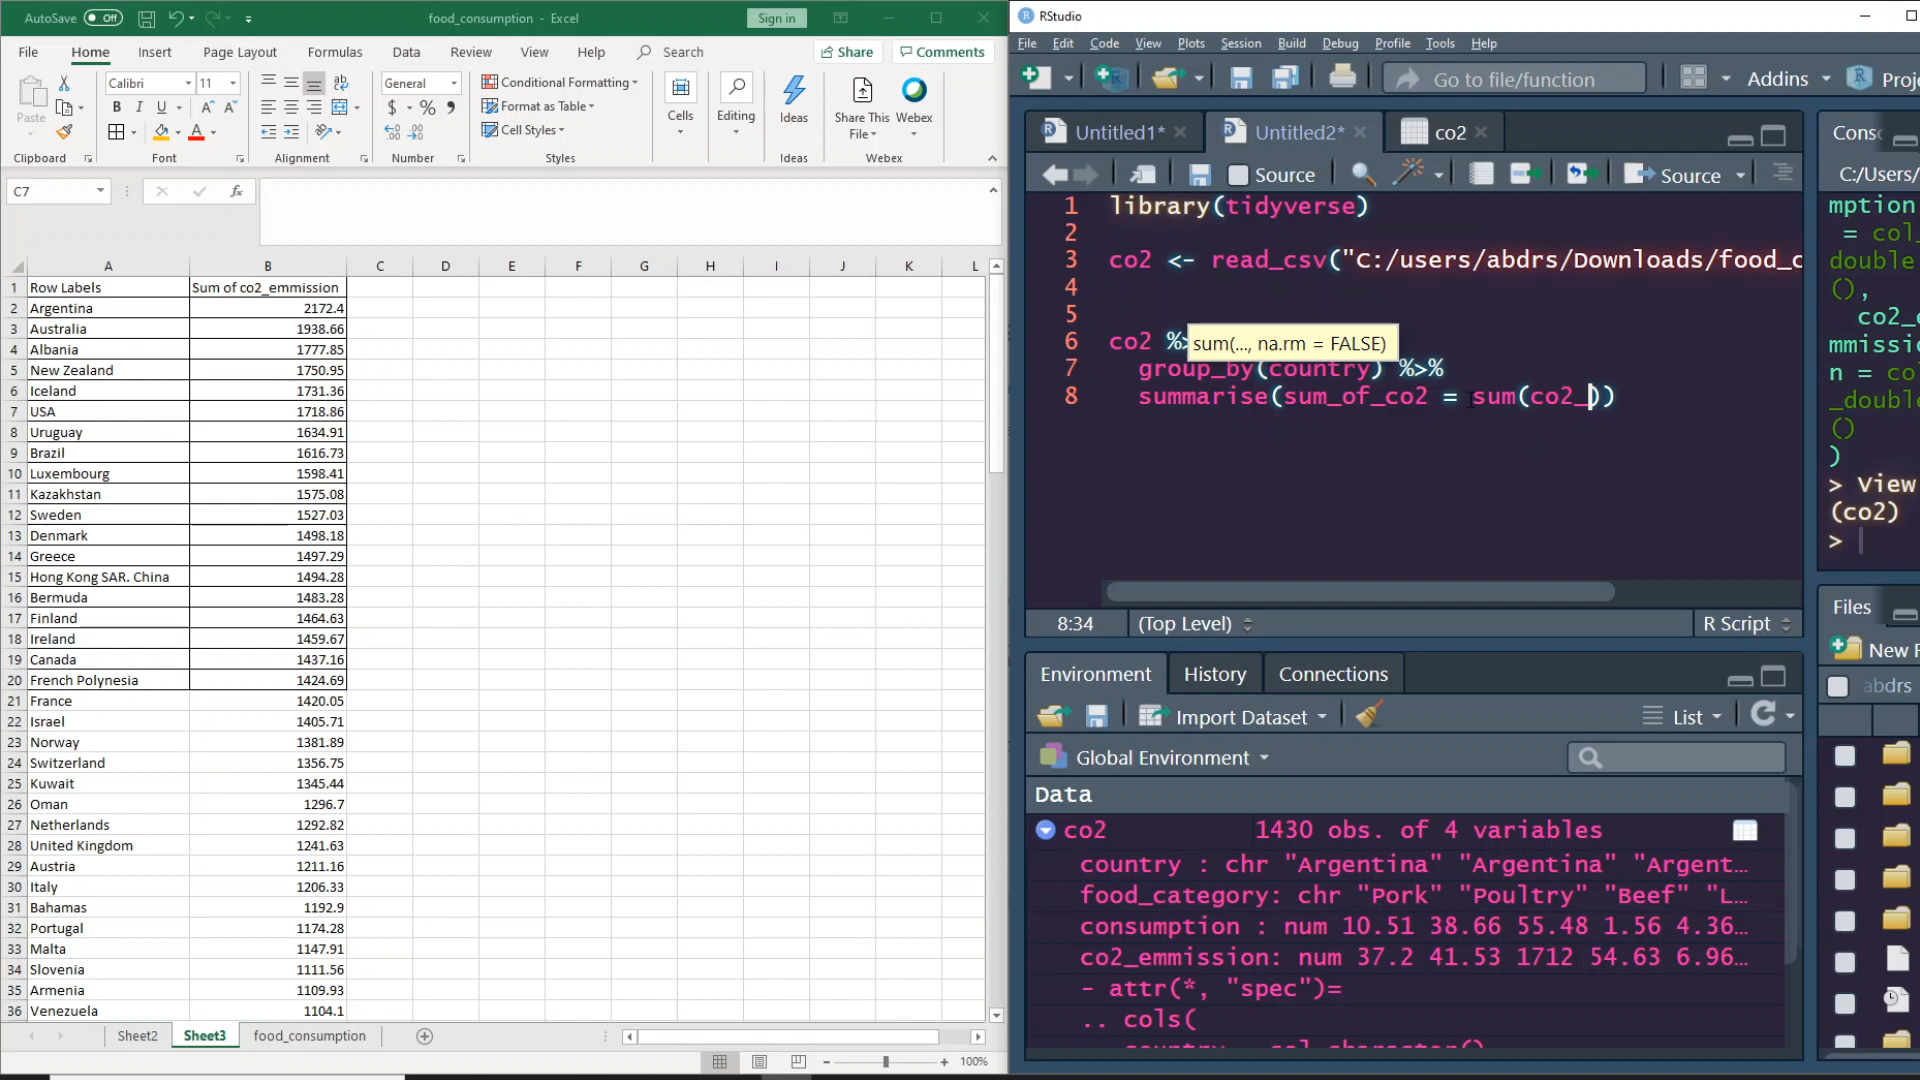 AutoSave Off food_consumption - Excel Sign in
File Home Insert Page Layout Formulas Data Review View Help Search Share Comments
Paste Calibri 11 General Conditional Formatting Cells Editing Ideas Share This File Webex
B I U $ % Format as Table
Cell Styles
Clipboard Font Alignment Number Styles Ideas Webex
C7 fx
A B C D E F G H I J K L
1 Row Labels Sum of co2_emmission
2 Argentina 2172.4
3 Australia 1938.66
4 Albania 1777.85
5 New Zealand 1750.95
6 Iceland 1731.36
7 USA 1718.86
8 Uruguay 1634.91
9 Brazil 1616.73
10 Luxembourg 1598.41
11 Kazakhstan 1575.08
12 Sweden 1527.03
13 Denmark 1498.18
14 Greece 1497.29
15 Hong Kong SAR. China 1494.28
16 Bermuda 1483.28
17 Finland 1464.63
18 Ireland 1459.67
19 Canada 1437.16
20 French Polynesia 1424.69
21 France 1420.05
22 Israel 1405.71
23 Norway 1381.89
24 Switzerland 1356.75
25 Kuwait 1345.44
26 Oman 1296.7
27 Netherlands 1292.82
28 United Kingdom 1241.63
29 Austria 1211.16
30 Italy 1206.33
31 Bahamas 1192.9
32 Portugal 1174.28
33 Malta 1147.91
34 Slovenia 1111.56
35 Armenia 1109.93
36 Venezuela 1104.1
Sheet2 Sheet3 food_consumption
100%
RStudio
File Edit Code View Plots Session Build Debug Profile Tools Help
Go to file/function Addins Proje
Untitled1* Untitled2* co2
Source Source
1 library(tidyverse)
2
3 co2 <- read_csv("C:/users/abdrs/Downloads/food_c
4
5
6 co2 %>
sum(..., na.rm = FALSE)
7 group_by(country) %>%
8 summarise(sum_of_co2 = sum(co2_))
8:34 (Top Level) R Script
Environment History Connections
Import Dataset List
Global Environment
Data
co2 1430 obs. of 4 variables
country : chr "Argentina" "Argentina" "Argent…
food_category: chr "Pork" "Poultry" "Beef" "L…
consumption : num 10.51 38.66 55.48 1.56 4.36…
co2_emmission: num 37.2 41.53 1712 54.63 6.96…
- attr(*, "spec")=
.. cols(
country = col_character()
Conso
C:/Users/
mption
= col_
double
(),
co2_e
mmissio
n = co
_double
()
)
> View
(co2)
>
Files
New F
abdrs